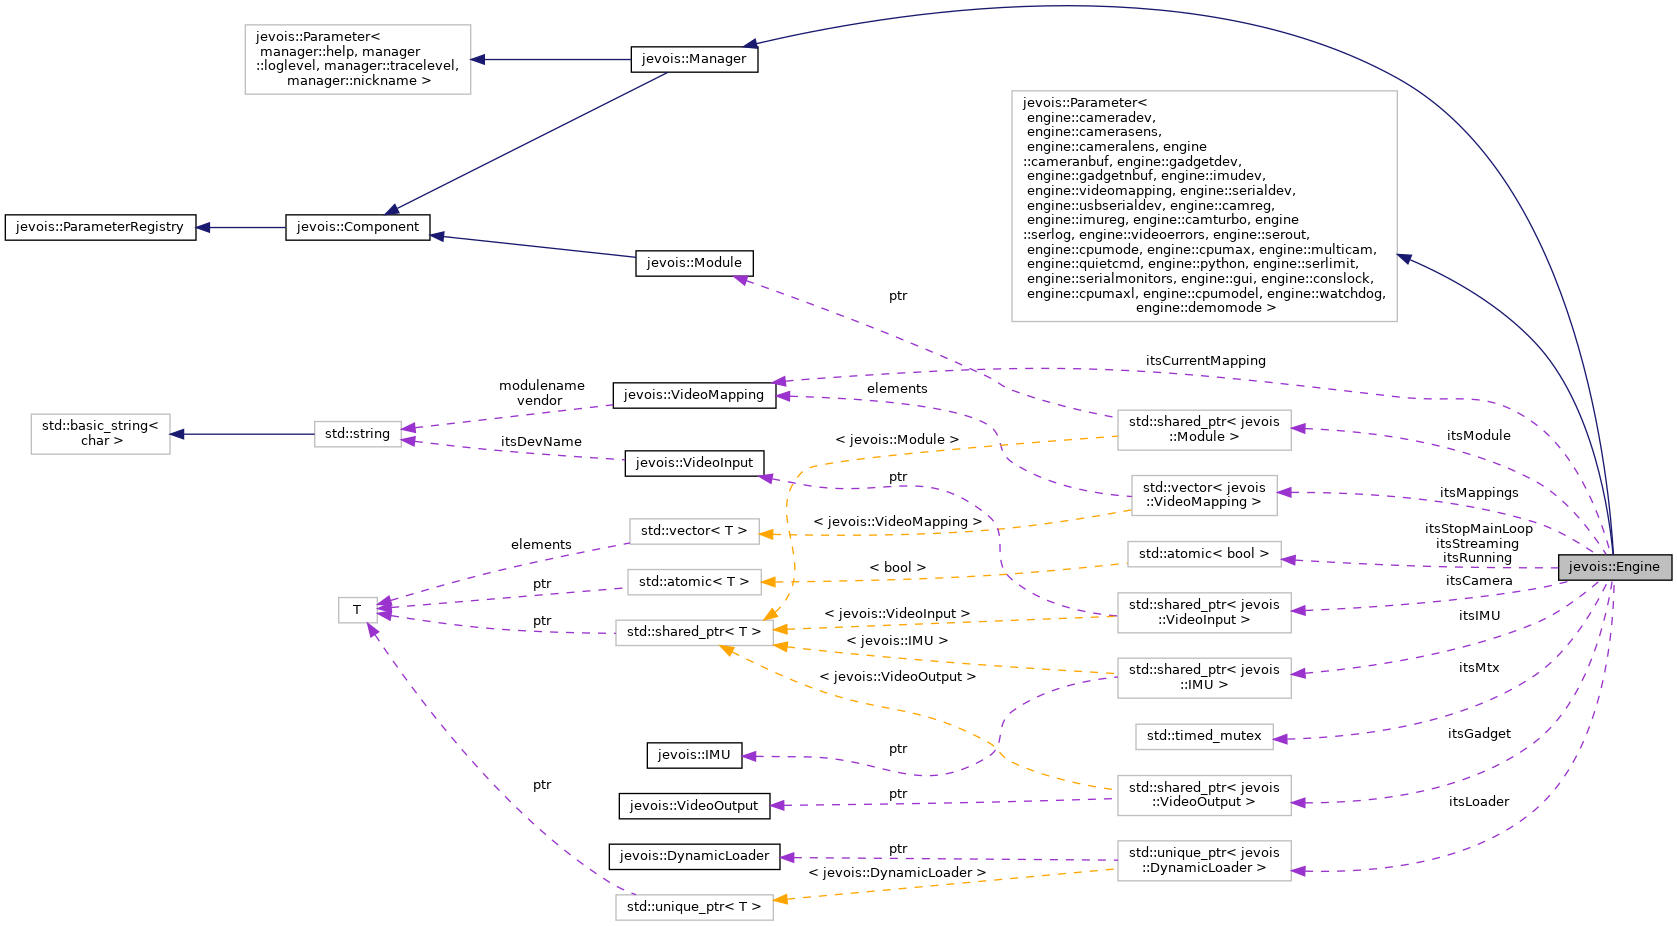 jevois::Parameter<
manager::help, manager
::loglevel, manager::tracelevel,
manager::nickname >
jevois::Manager
jevois::Parameter<
engine::cameradev,
engine::camerasens,
engine::cameralens, engine
::cameranbuf, engine::gadgetdev,
engine::gadgetnbuf, engine::imudev,
engine::videomapping, engine::serialdev,
engine::usbserialdev, engine::camreg,
engine::imureg, engine::camturbo, engine
::serlog, engine::videoerrors, engine::serout,
engine::cpumode, engine::cpumax, engine::multicam,
engine::quietcmd, engine::python, engine::serlimit,
engine::serialmonitors, engine::gui, engine::conslock,
engine::cpumaxl, engine::cpumodel, engine::watchdog,
engine::demomode >
jevois::ParameterRegistry
jevois::Component
jevois::Module
ptr
itsCurrentMapping
modulename
vendor
jevois::VideoMapping
elements
std::basic_string<
char >
std::string
itsDevName
jevois::VideoInput
< jevois::Module >
ptr
std::shared_ptr< jevois
::Module >
itsModule
std::vector< jevois
::VideoMapping >
itsMappings
elements
std::vector< T >
< jevois::VideoMapping >
itsStopMainLoop
itsStreaming
itsRunning
std::atomic< bool >
jevois::Engine
ptr
std::atomic< T >
< bool >
itsCamera
T
ptr
std::shared_ptr< T >
< jevois::VideoInput >
std::shared_ptr< jevois
::VideoInput >
itsIMU
< jevois::IMU >
< jevois::VideoOutput >
std::shared_ptr< jevois
::IMU >
itsMtx
jevois::IMU
ptr
std::timed_mutex
itsGadget
ptr
jevois::VideoOutput
ptr
std::shared_ptr< jevois
::VideoOutput >
itsLoader
jevois::DynamicLoader
ptr
std::unique_ptr< jevois
::DynamicLoader >
< jevois::DynamicLoader >
std::unique_ptr< T >